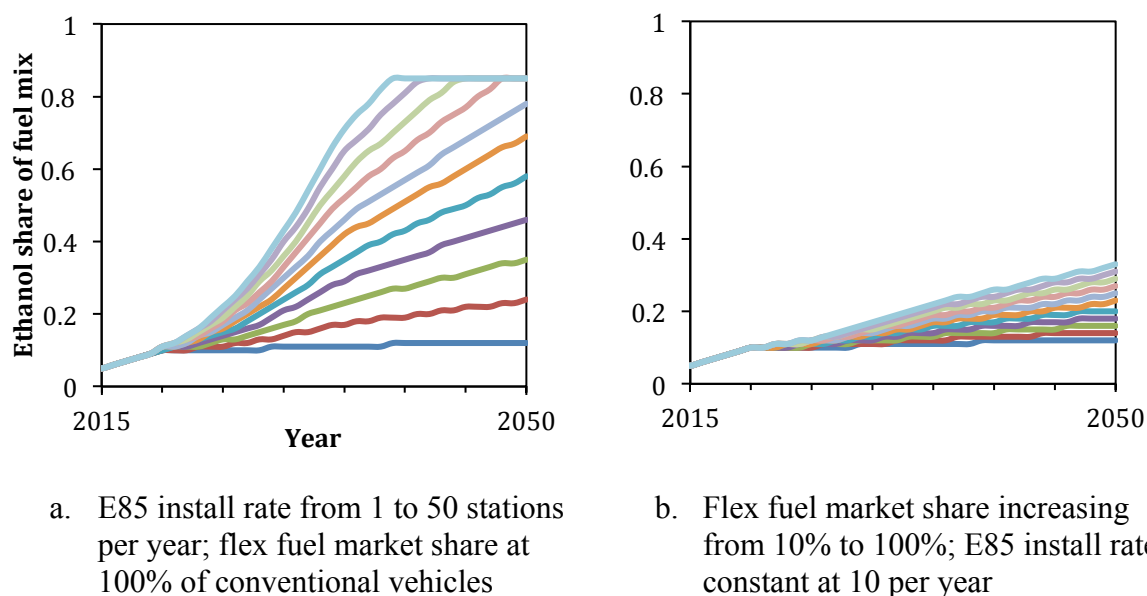 1
0.8
0.6
0.4
0.2
0
Ethanol share of fuel mix
2015
2050
Year
1
0.8
0.6
0.4
0.2
0
2015
2050
a. E85 install rate from 1 to 50 stations
per year; flex fuel market share at
100% of conventional vehicles
b. Flex fuel market share increasing
from 10% to 100%; E85 install rate
constant at 10 per year